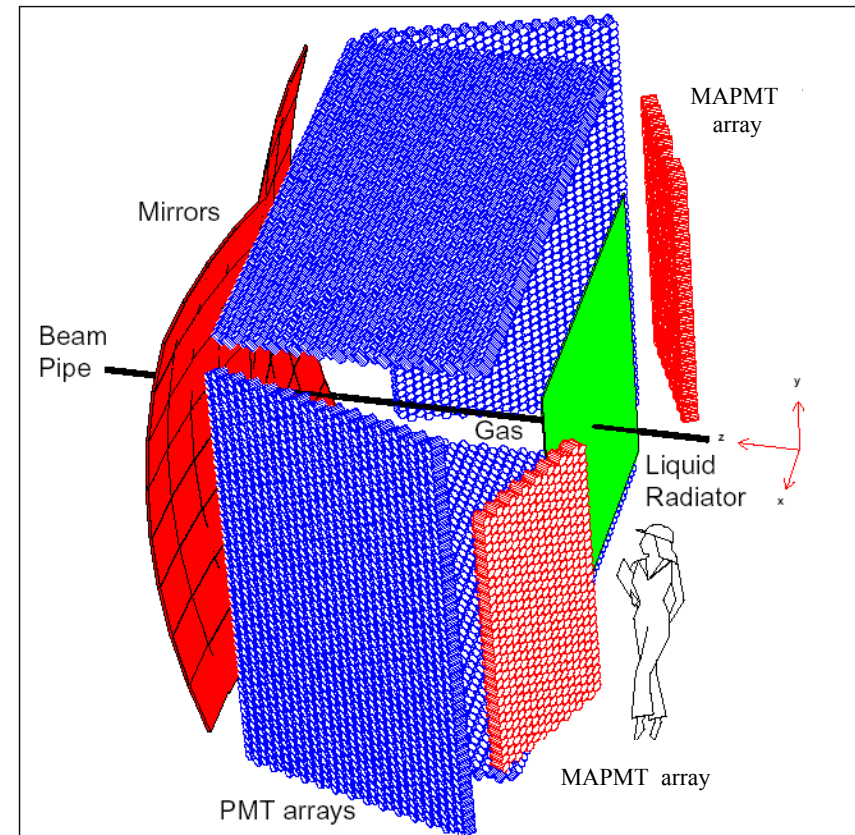 MAPMT
array
Mirrors
Beam
Pipe
y
Gas
z
Liquid
Radiator
x
MAPMT array
PMT arrays